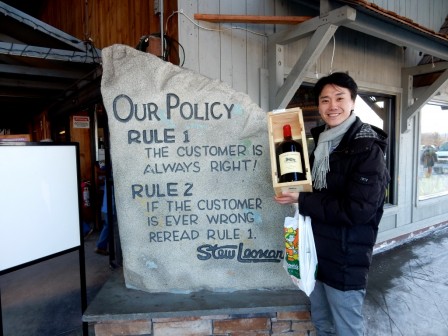 OUR POLICY
RULE 1
THE CUSTOMER IS
ALWAYS RIGHT!
RULE 2
IF THE CUSTOMER
IS EVER WRONG,
REREAD RULE 1.
Stew Leonard